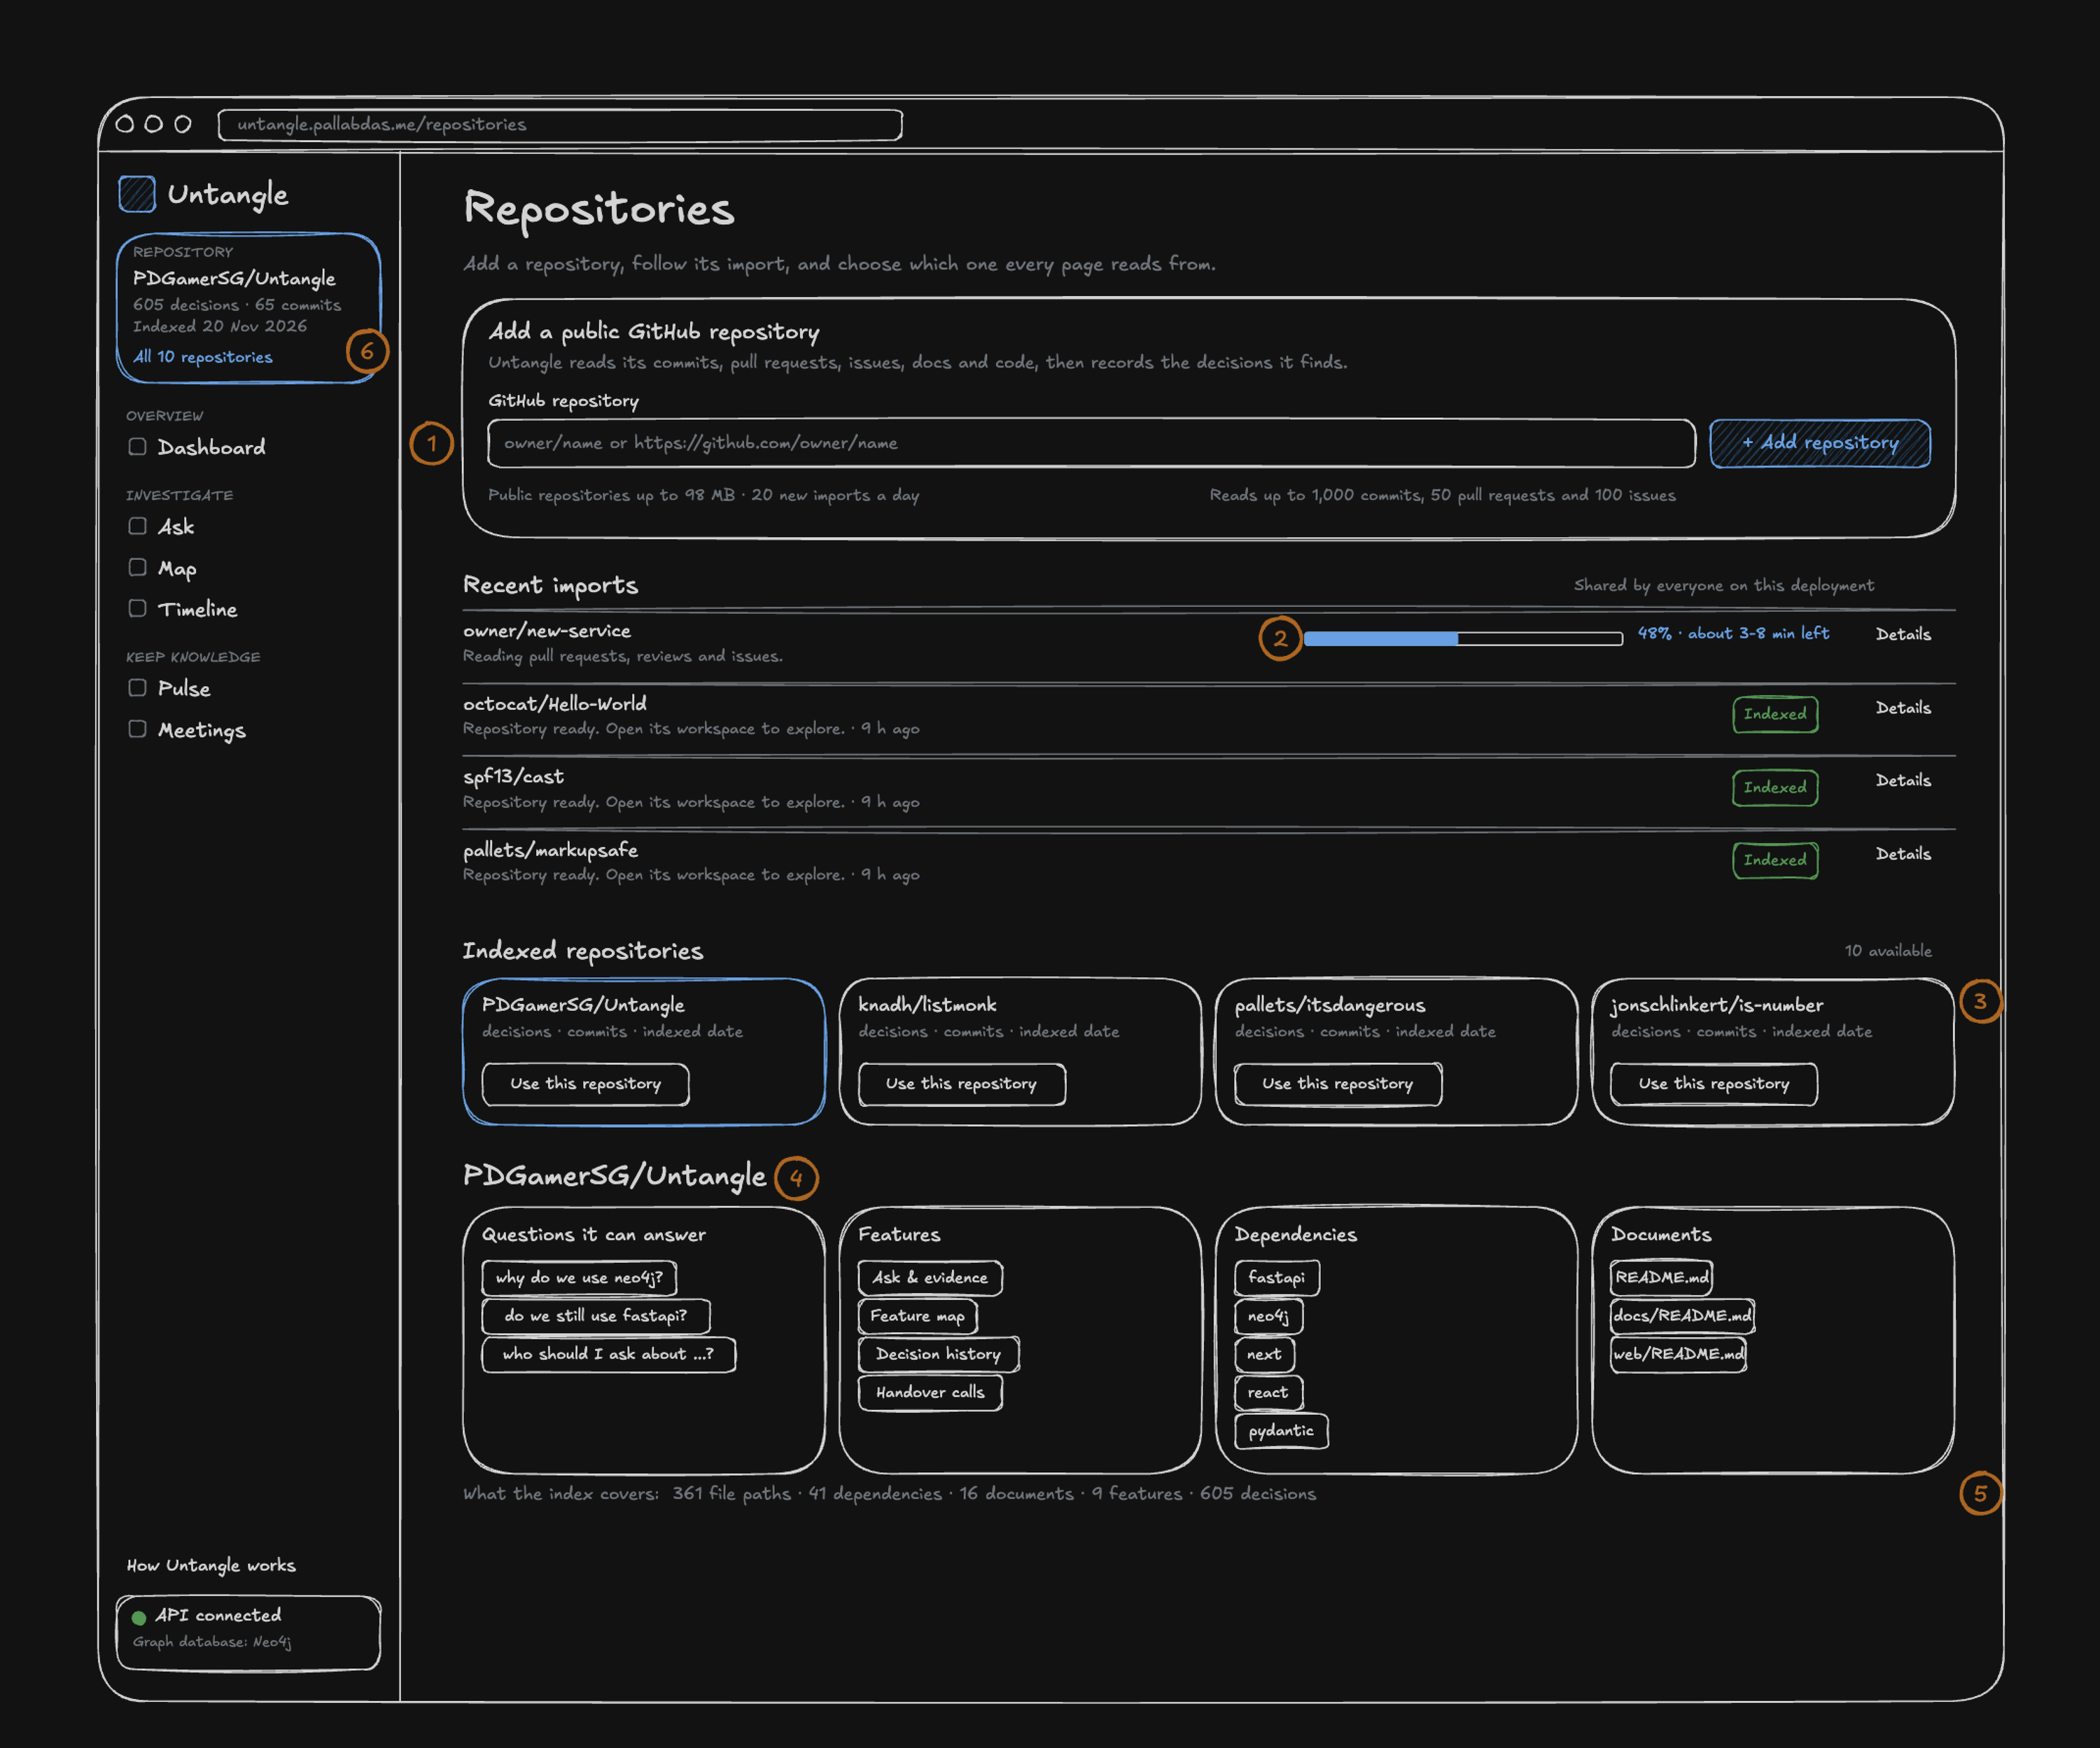 untangle.pallabdas.me/repositories
Untangle
REPOSITORY
PDGamerSG/Untangle
605 decisions · 65 commits
Indexed 20 Nov 2026
All 10 repositories
6
OVERVIEW
Dashboard
INVESTIGATE
Ask
Map
Timeline
KEEP KNOWLEDGE
Pulse
Meetings
How Untangle works
API connected
Graph database: Neo4j
Repositories
Add a repository, follow its import, and choose which one every page reads from.
Add a public GitHub repository
Untangle reads its commits, pull requests, issues, docs and code, then records the decisions it finds.
GitHub repository
1
owner/name or https://github.com/owner/name
+ Add repository
Public repositories up to 98 MB · 20 new imports a day
Reads up to 1,000 commits, 50 pull requests and 100 issues
Recent imports
Shared by everyone on this deployment
owner/new-service
Reading pull requests, reviews and issues.
2
48% · about 3-8 min left
Details
octocat/Hello-World
Repository ready. Open its workspace to explore. · 9 h ago
Indexed
Details
spf13/cast
Repository ready. Open its workspace to explore. · 9 h ago
Indexed
Details
pallets/markupsafe
Repository ready. Open its workspace to explore. · 9 h ago
Indexed
Details
Indexed repositories
10 available
PDGamerSG/Untangle
decisions · commits · indexed date
Use this repository
knadh/listmonk
decisions · commits · indexed date
Use this repository
pallets/itsdangerous
decisions · commits · indexed date
Use this repository
jonschlinkert/is-number
decisions · commits · indexed date
Use this repository
3
PDGamerSG/Untangle
4
Questions it can answer
why do we use neo4j?
do we still use fastapi?
who should I ask about ...?
Features
Ask & evidence
Feature map
Decision history
Handover calls
Dependencies
fastapi
neo4j
next
react
pydantic
Documents
README.md
docs/README.md
web/README.md
What the index covers: 361 file paths · 41 dependencies · 16 documents · 9 features · 605 decisions
5